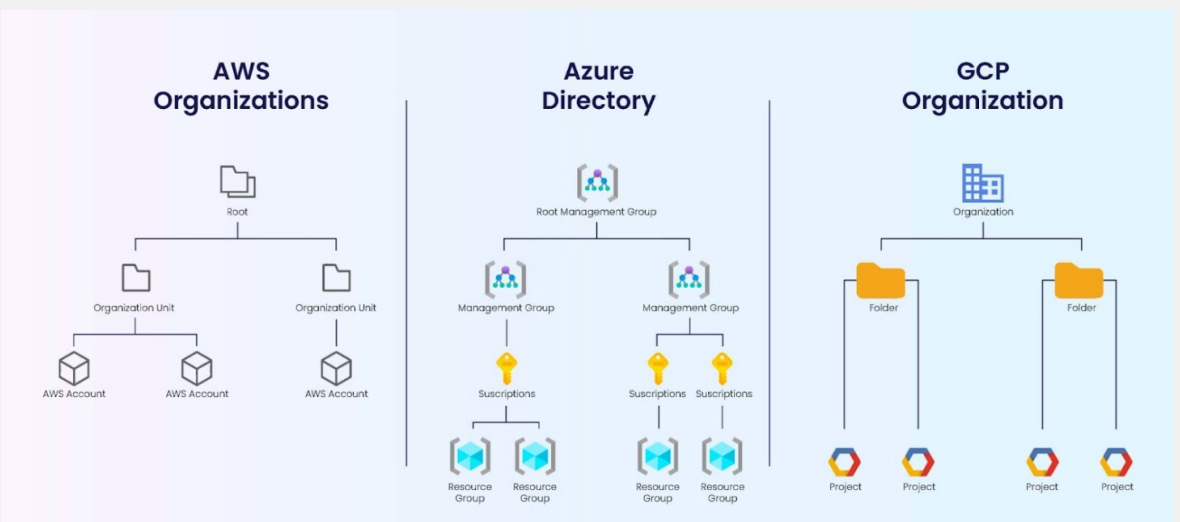 AWS
Organizations
Root
Organization Unit
Organization Unit
AWS Account
AWS Account
AWS Account
Azure
Directory
Root Management Group
Management Group
Management Group
Suscriptions
Suscriptions
Suscriptions
Resource
Group
Resource
Group
Resource
Group
Resource
Group
GCP
Organization
Organization
Folder
Folder
Project
Project
Project
Project